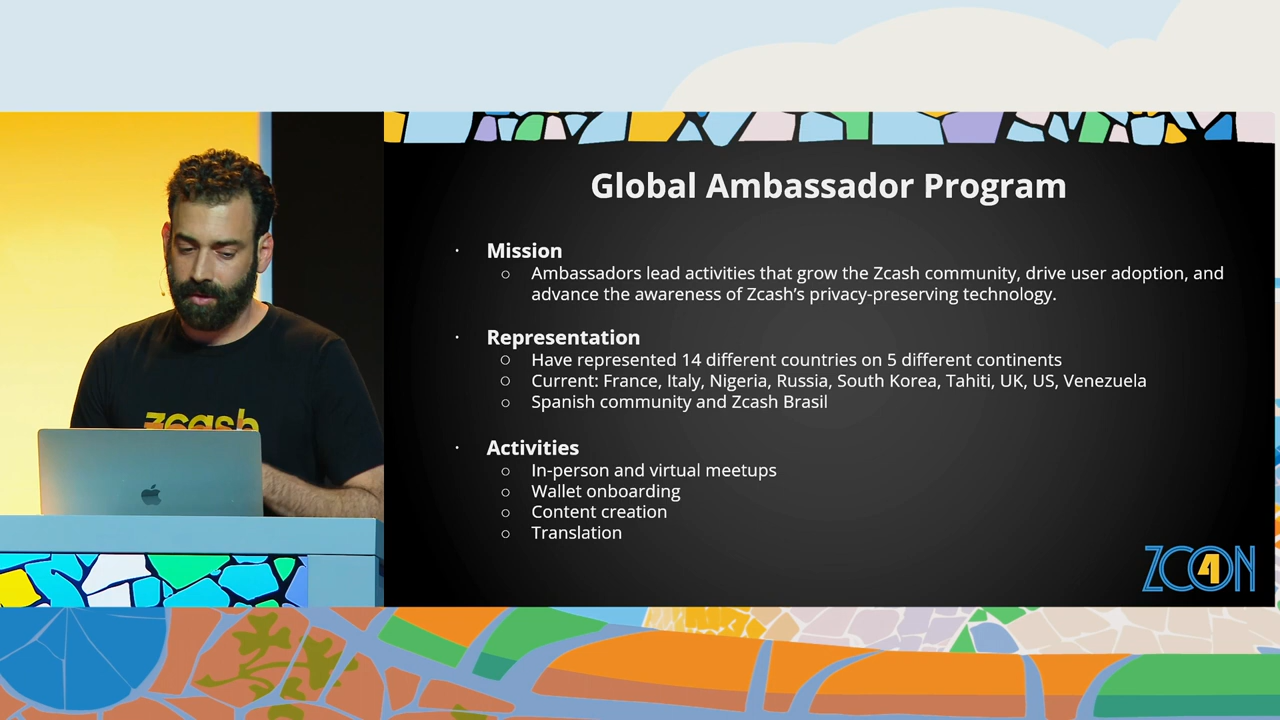 Global Ambassador Program
· Mission
○ Ambassadors lead activities that grow the Zcash community, drive user adoption, and
advance the awareness of Zcash’s privacy-preserving technology.
· Representation
○ Have represented 14 different countries on 5 different continents
○ Current: France, Italy, Nigeria, Russia, South Korea, Tahiti, UK, US, Venezuela
○ Spanish community and Zcash Brasil
· Activities
○ In-person and virtual meetups
○ Wallet onboarding
○ Content creation
○ Translation
zcash
ZCON4